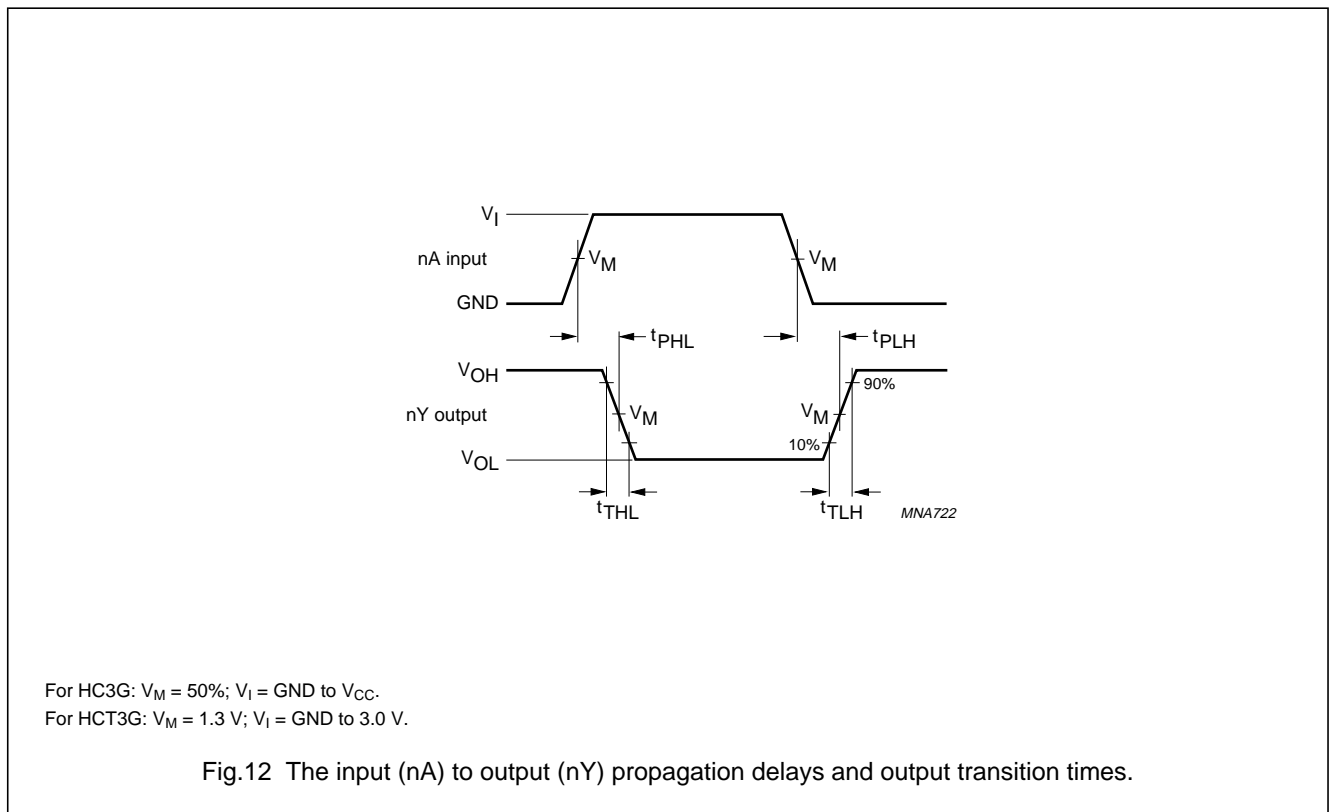 VI
nA input
VM
VM
GND
tPHL
tPLH
VOH
90%
nY output
VM
VM
10%
VOL
tTHL
tTLH
MNA722
For HC3G: VM = 50%; VI = GND to VCC.
For HCT3G: VM = 1.3 V; VI = GND to 3.0 V.
Fig.12 The input (nA) to output (nY) propagation delays and output transition times.